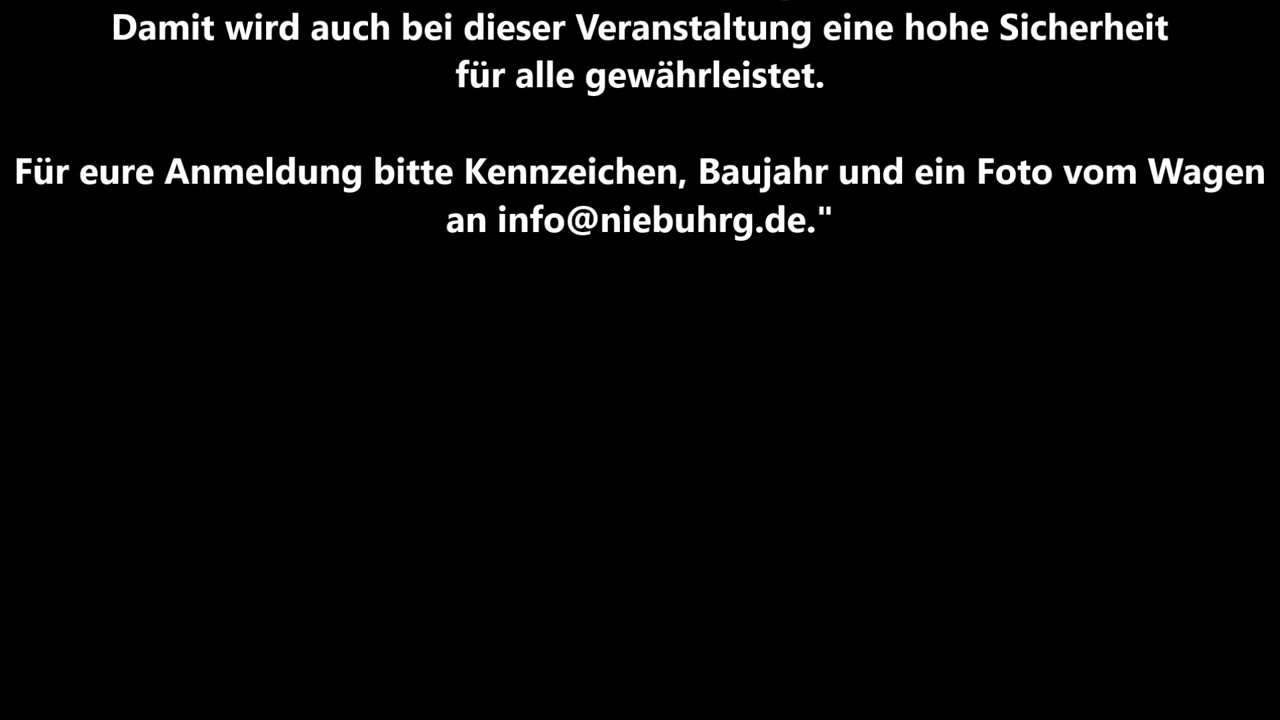 Damit wird auch bei dieser Veranstaltung eine hohe Sicherheit
für alle gewährleistet.
Für eure Anmeldung bitte Kennzeichen, Baujahr und ein Foto vom Wagen
an info@niebuhrg.de."